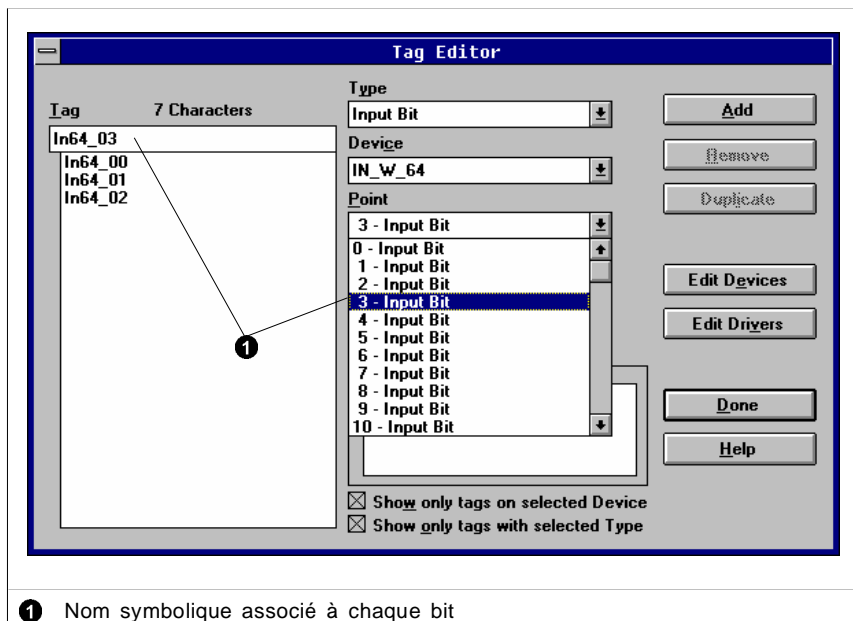 Tag Editor
Tag 7 Characters
In64_03
In64_00
In64_01
In64_02
Type
Input Bit
Device
IN_W_64
Point
3 - Input Bit
0 - Input Bit
1 - Input Bit
2 - Input Bit
3 - Input Bit
4 - Input Bit
5 - Input Bit
6 - Input Bit
7 - Input Bit
8 - Input Bit
9 - Input Bit
10 - Input Bit
Show only tags on selected Device
Show only tags with selected Type
Add
Remove
Duplicate
Edit Devices
Edit Drivers
Done
Help
1
1 Nom symbolique associé à chaque bit